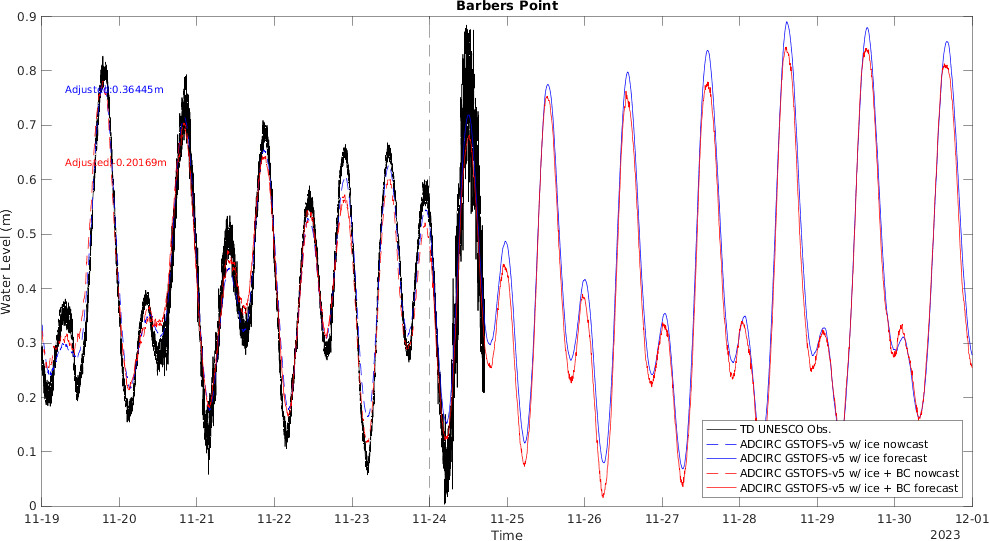 Barbers Point
0.9
0.8
0.7
0.6
0.5
0.4
0.3
0.2
0.1
0
Water Level (m)
Adjusted:0.36445m
Adjusted:-0.20169m
TD UNESCO Obs.
ADCIRC GSTOFS-v5 w/ ice nowcast
ADCIRC GSTOFS-v5 w/ ice forecast
ADCIRC GSTOFS-v5 w/ ice + BC nowcast
ADCIRC GSTOFS-v5 w/ ice + BC forecast
11-19 11-20 11-21 11-22 11-23 11-24 11-25 11-26 11-27 11-28 11-29 11-30 12-01
Time
2023